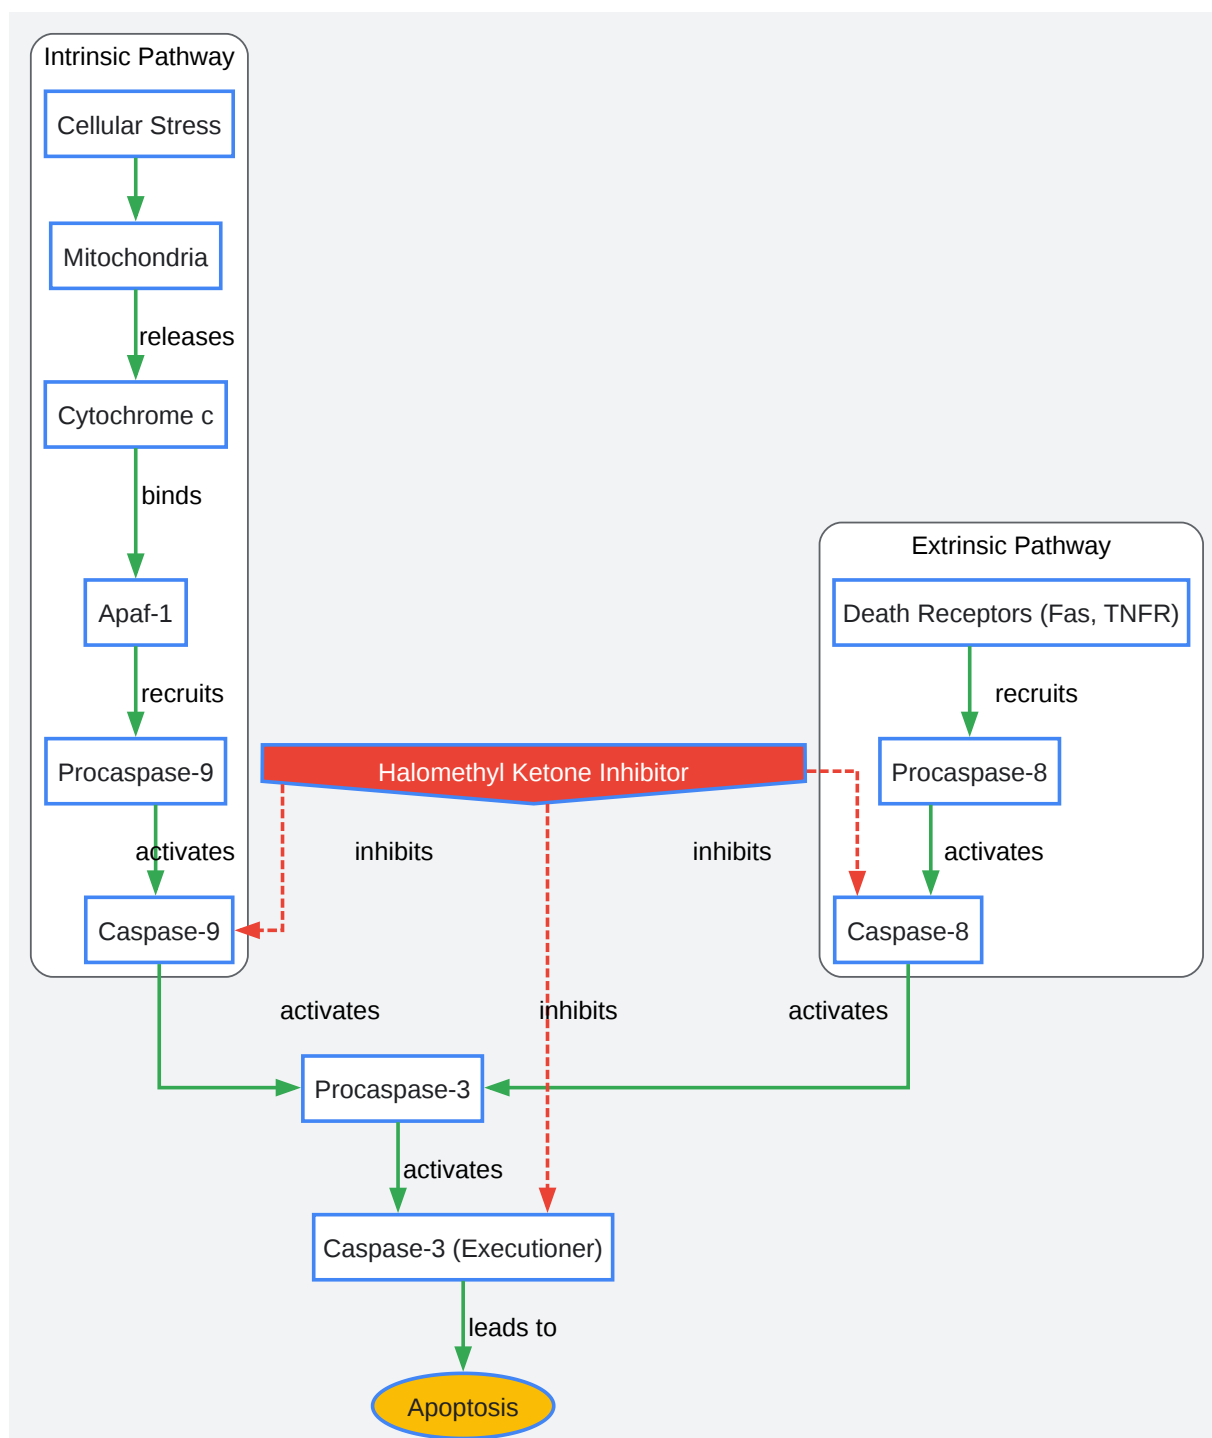 Intrinsic Pathway
Cellular Stress
Mitochondria
releases
Cytochrome c
binds
Apaf-1
recruits
Procaspase-9
activates
Caspase-9
Extrinsic Pathway
Death Receptors (Fas, TNFR)
recruits
Procaspase-8
activates
Caspase-8
Halomethyl Ketone Inhibitor
inhibits
inhibits
activates
inhibits
activates
Procaspase-3
activates
Caspase-3 (Executioner)
leads to
Apoptosis